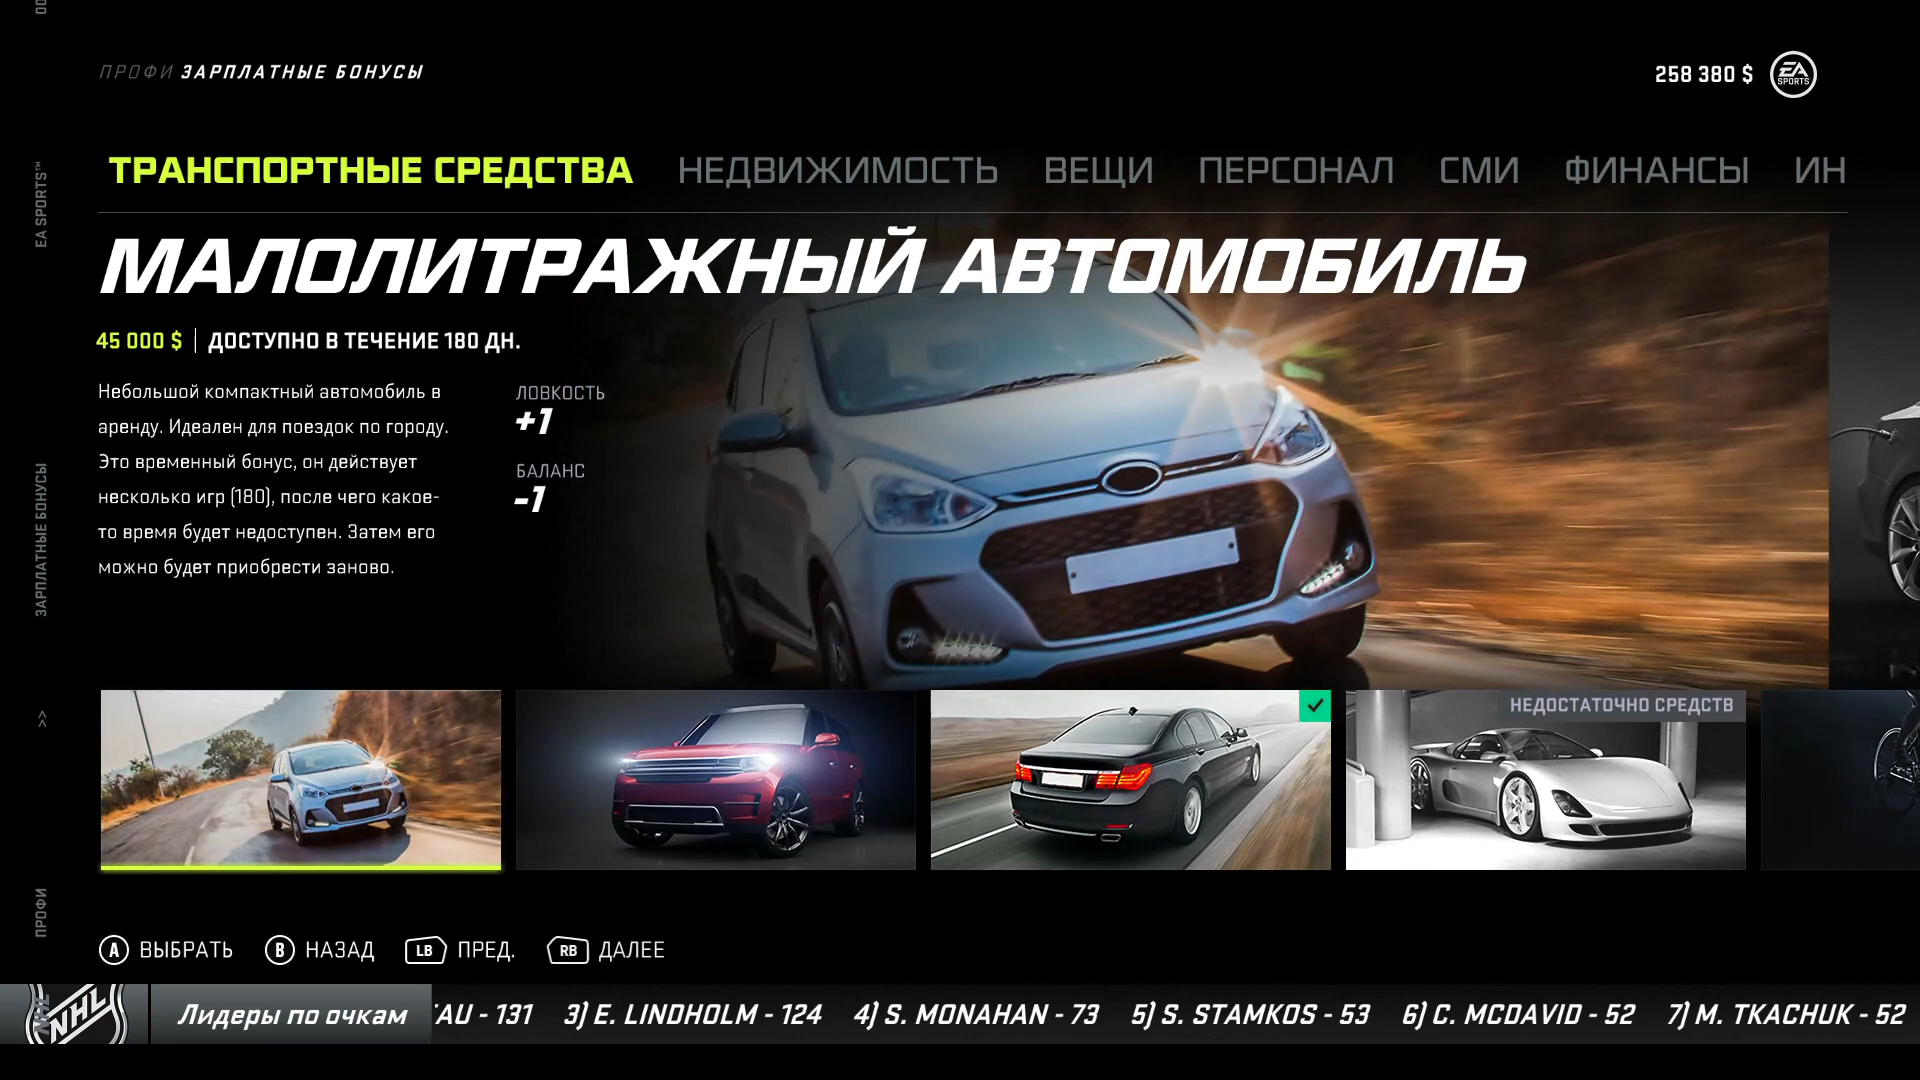 ПРОФИ ЗАРПЛАТНЫЕ БОНУСЫ
258 380 $
EA SPORTS
ТРАНСПОРТНЫЕ СРЕДСТВА НЕДВИЖИМОСТЬ ВЕЩИ ПЕРСОНАЛ СМИ ФИНАНСЫ ИН
МАЛОЛИТРАЖНЫЙ АВТОМОБИЛЬ
45 000 $ | ДОСТУПНО В ТЕЧЕНИЕ 180 ДН.
Небольшой компактный автомобиль в
аренду. Идеален для поездок по городу.
Это временный бонус, он действует
несколько игр (180), после чего какое-
то время будет недоступен. Затем его
можно будет приобрести заново.
ЛОВКОСТЬ
+1
БАЛАНС
-1
НЕДОСТАТОЧНО СРЕДСТВ
EA SPORTS™
ЗАРПЛАТНЫЕ БОНУСЫ
>>
ПРОФИ
A ВЫБРАТЬ B НАЗАД LB ПРЕД. RB ДАЛЕЕ
NHL
Лидеры по очкам
AU - 131 3) E. LINDHOLM - 124 4) S. MONAHAN - 73 5) S. STAMKOS - 53 6) C. MCDAVID - 52 7) M. TKACHUK - 52